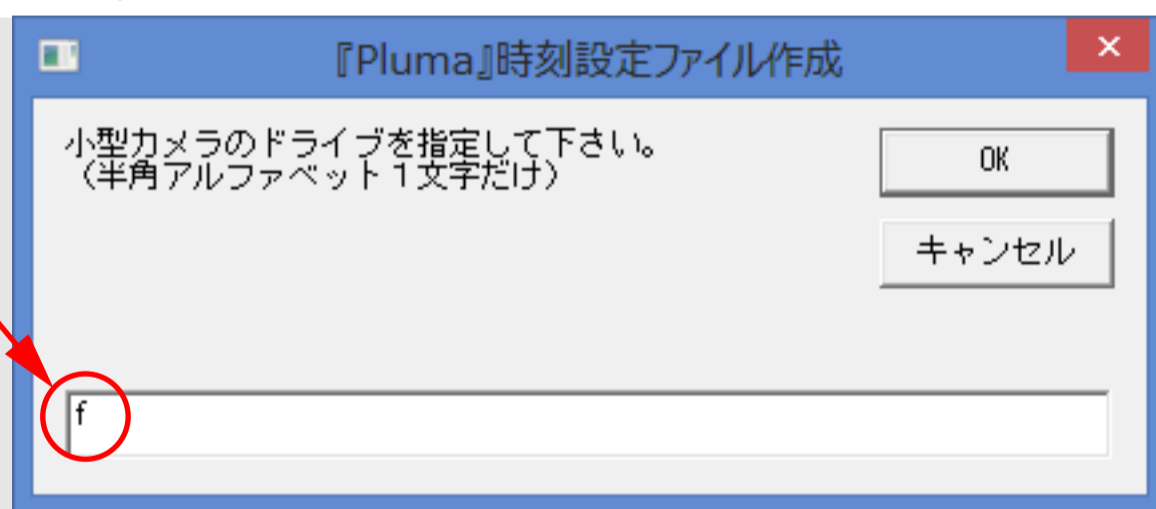 『Pluma』時刻設定ファイル作成
小型カメラのドライブを指定して下さい。
（半角アルファベット１文字だけ）
OK
キャンセル
f